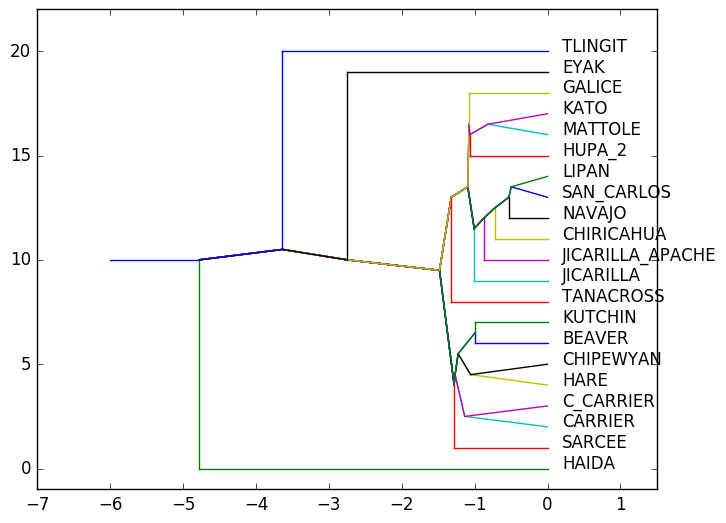 20
15
10
5
0
TLINGIT
EYAK
GALICE
KATO
MATTOLE
HUPA_2
LIPAN
SAN_CARLOS
NAVAJO
CHIRICAHUA
JICARILLA_APACHE
JICARILLA
TANACROSS
KUTCHIN
BEAVER
CHIPEWYAN
HARE
C_CARRIER
CARRIER
SARCEE
HAIDA
−7 −6 −5 −4 −3 −2 −1 0 1